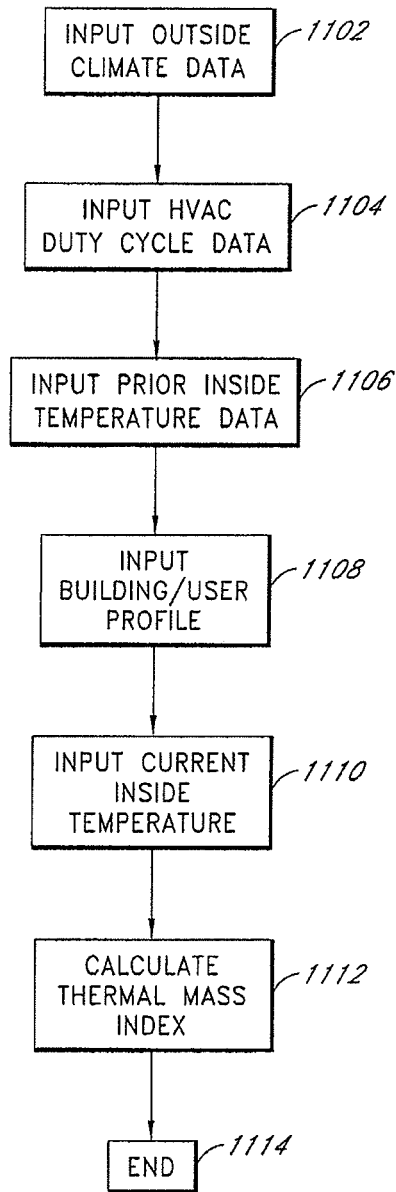 INPUT OUTSIDE
CLIMATE DATA
1102
INPUT HVAC
DUTY CYCLE DATA
1104
INPUT PRIOR INSIDE
TEMPERATURE DATA
1106
INPUT
BUILDING/USER
PROFILE
1108
INPUT CURRENT
INSIDE
TEMPERATURE
1110
CALCULATE
THERMAL MASS
INDEX
1112
END
1114